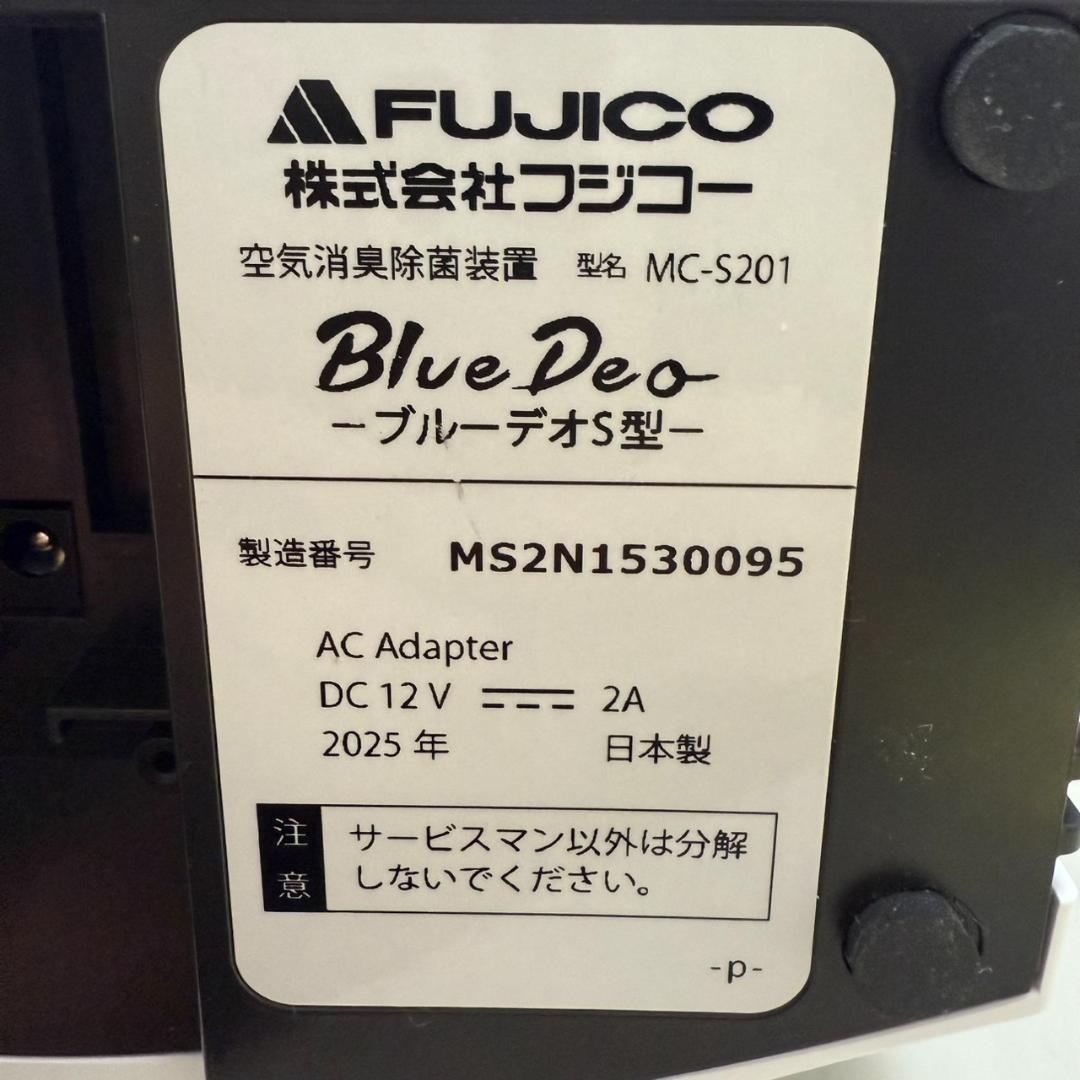 FUJICO
株式会社フジコー
空気消臭除菌装置 型名 MC-S201
Blue Deo
－ブルーデオS型－
製造番号 MS2N1530095
AC Adapter
DC 12 V 2A
2025 年 日本製
注意
サービスマン以外は分解
しないでください。
-p-